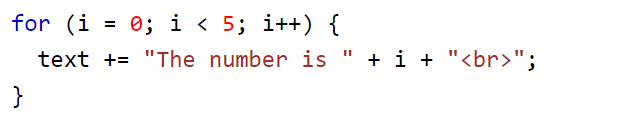 for (i = 0; i < 5; i++) {
  text += "The number is " + i + "<br>";
}